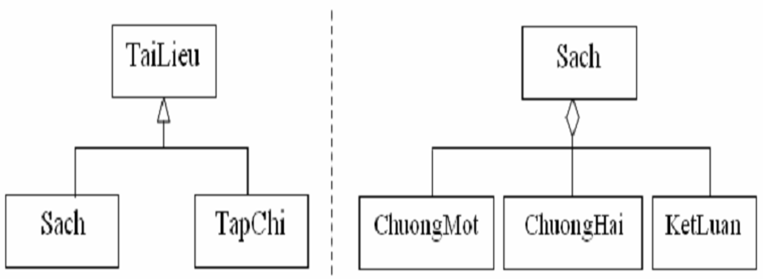 TaiLieu
Sach
TapChi
Sach
ChuongMot
ChuongHai
KetLuan